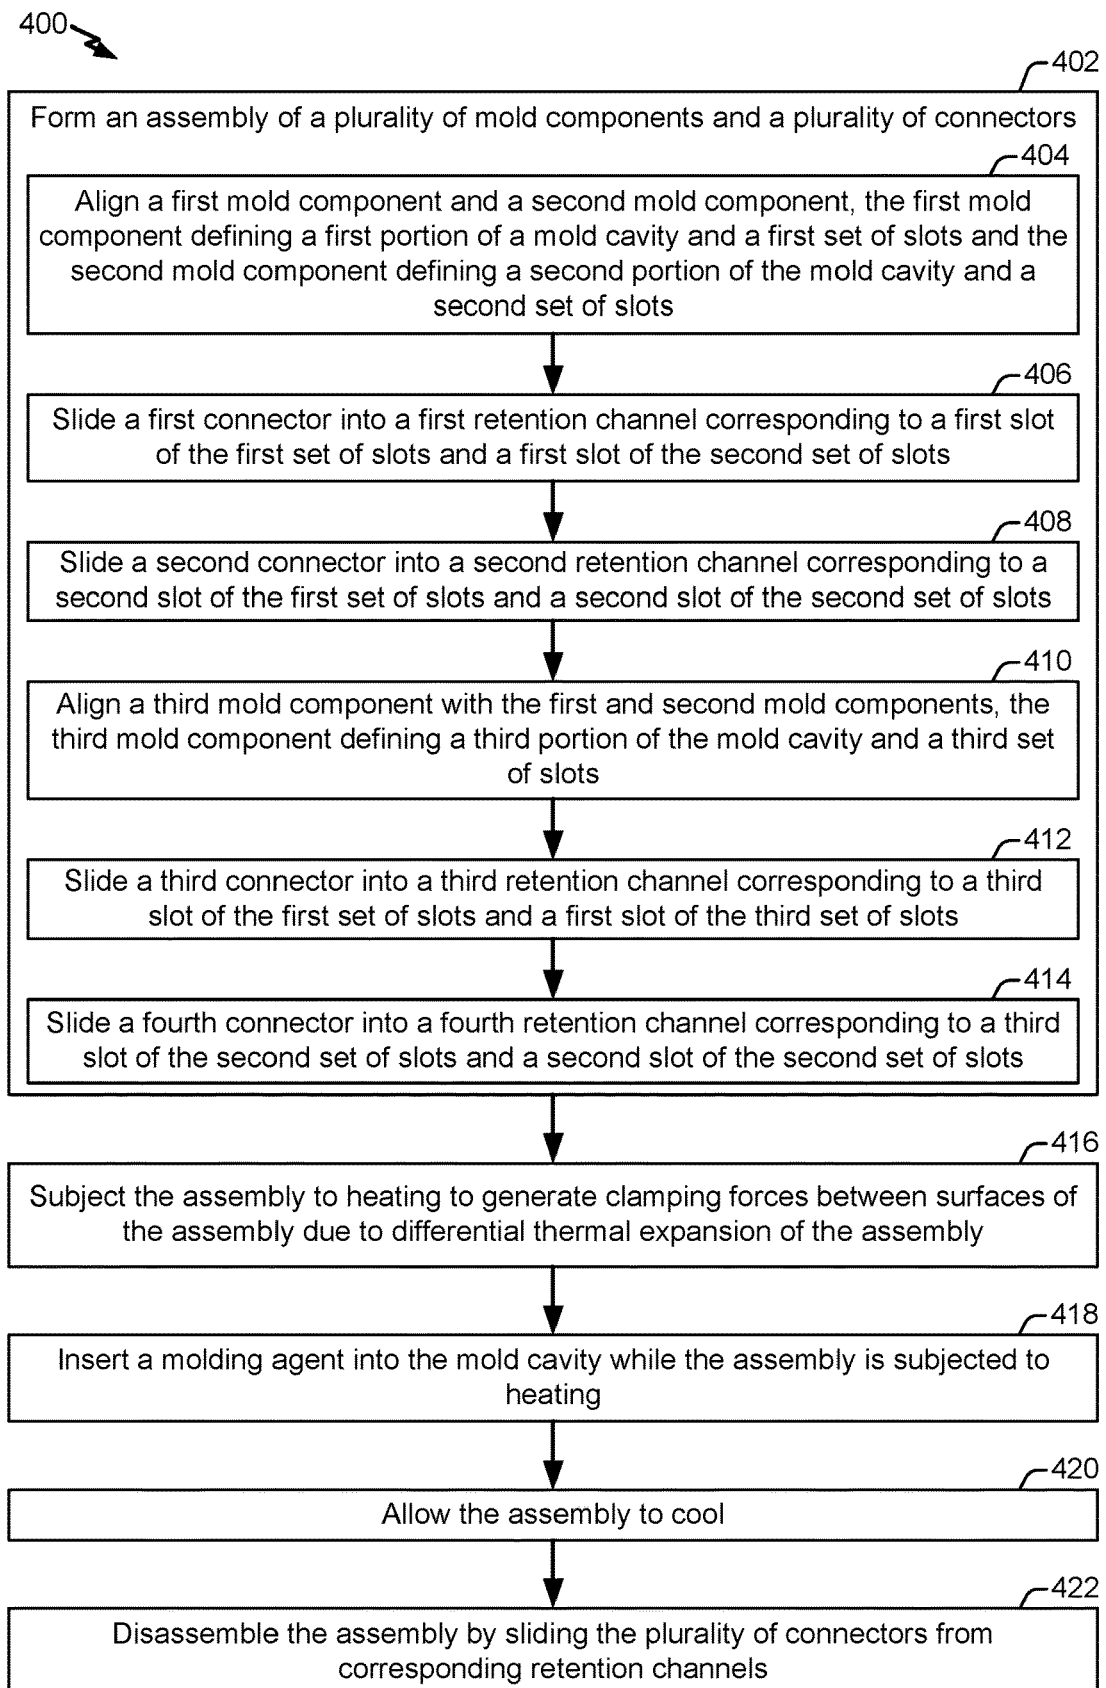 400
402
Form an assembly of a plurality of mold components and a plurality of connectors
404
Align a first mold component and a second mold component, the first mold
component defining a first portion of a mold cavity and a first set of slots and the
second mold component defining a second portion of the mold cavity and a
second set of slots
406
Slide a first connector into a first retention channel corresponding to a first slot
of the first set of slots and a first slot of the second set of slots
408
Slide a second connector into a second retention channel corresponding to a
second slot of the first set of slots and a second slot of the second set of slots
410
Align a third mold component with the first and second mold components, the
third mold component defining a third portion of the mold cavity and a third set
of slots
412
Slide a third connector into a third retention channel corresponding to a third
slot of the first set of slots and a first slot of the third set of slots
414
Slide a fourth connector into a fourth retention channel corresponding to a third
slot of the second set of slots and a second slot of the second set of slots
416
Subject the assembly to heating to generate clamping forces between surfaces of
the assembly due to differential thermal expansion of the assembly
418
Insert a molding agent into the mold cavity while the assembly is subjected to
heating
420
Allow the assembly to cool
422
Disassemble the assembly by sliding the plurality of connectors from
corresponding retention channels